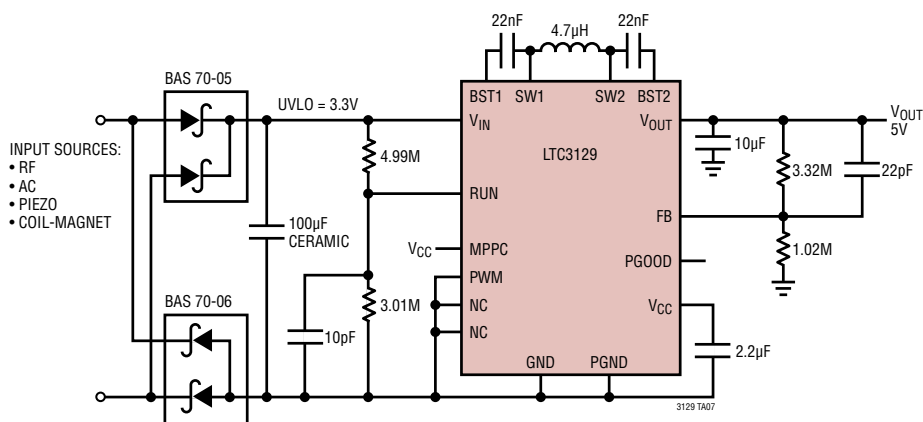 22nF
4.7µH
22nF
BAS 70-05
UVLO = 3.3V
BST1 SW1 SW2 BST2
VIN
VOUT
VOUT
5V
LTC3129
10µF
INPUT SOURCES:
• RF
• AC
• PIEZO
• COIL-MAGNET
4.99M
3.32M
22pF
RUN
FB
100µF
CERAMIC
VCC
MPPC
1.02M
PWM
PGOOD
BAS 70-06
3.01M
NC
VCC
10pF
NC
2.2µF
GND PGND
3129 TA07